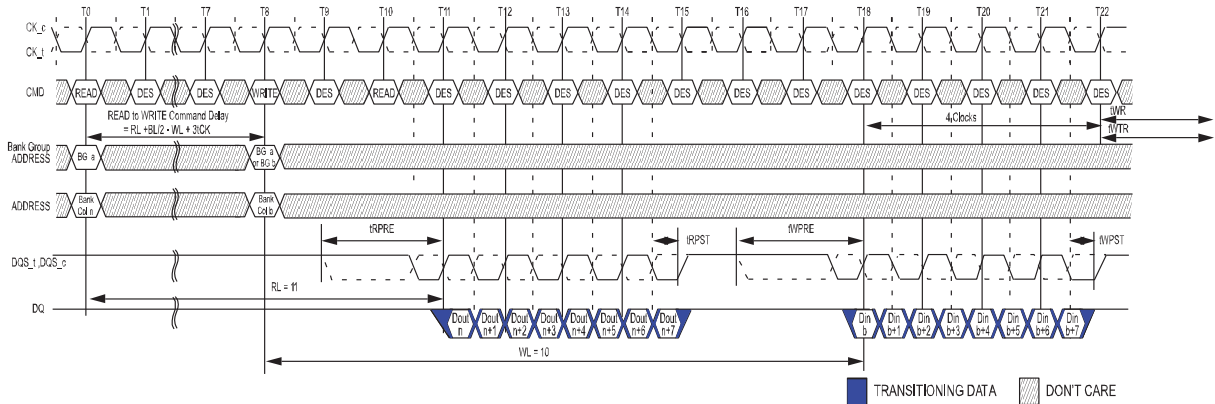 T0 T1 T7 T8 T9 T10 T11 T12 T13 T14 T15 T16 T17 T18 T19 T20 T21 T22
CK_c
CK_t
CMD READ DES DES WRITE DES READ DES DES DES DES DES DES DES DES DES DES DES DES
READ to WRITE Command Delay
= RL +BL/2 - WL + 3tCK
4 Clocks
tWR
tWTR
Bank Group
ADDRESS
BG a
BG a
or BG b
ADDRESS
Bank
Col n
Bank
Col b
tRPRE tRPST tWPRE tWPST
DQS_t,DQS_c
RL = 11
DQ
Dout
n
Dout
n+1
Dout
n+2
Dout
n+3
Dout
n+4
Dout
n+5
Dout
n+6
Dout
n+7
Din
b
Din
b+1
Din
b+2
Din
b+3
Din
b+4
Din
b+5
Din
b+6
Din
b+7
WL = 10
TRANSITIONING DATA
DON'T CARE